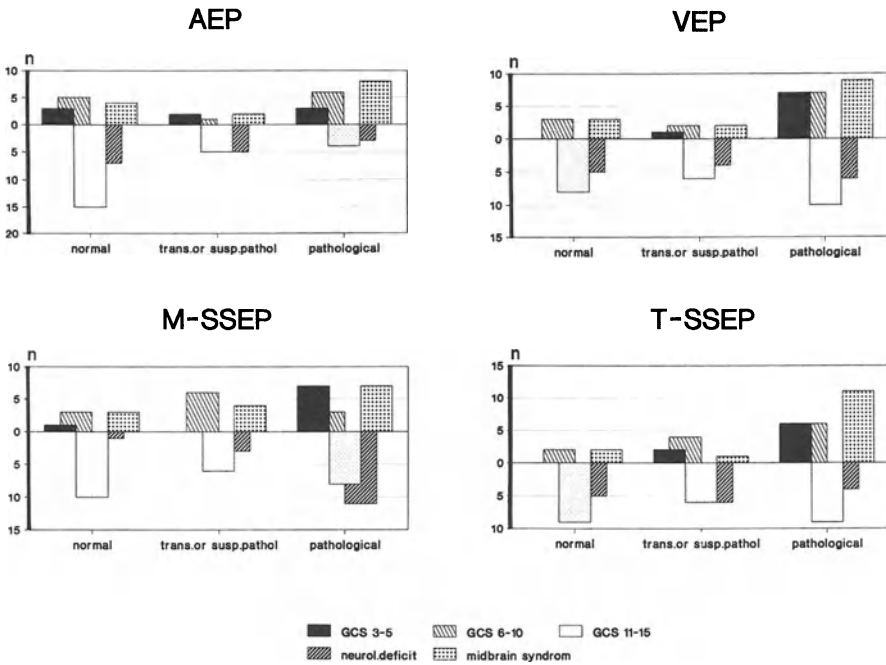 AEP
n
10
5
0
5
10
15
20
normal trans.or susp.pathol pathological
VEP
n
10
5
0
5
10
15
normal trans.or susp.pathol pathological
M-SSEP
n
10
5
0
5
10
15
normal trans.or susp.pathol pathological
T-SSEP
n
15
10
5
0
5
10
normal trans.or susp.pathol pathological
GCS 3-5 GCS 6-10 GCS 11-15
neurol.deficit midbrain syndrom